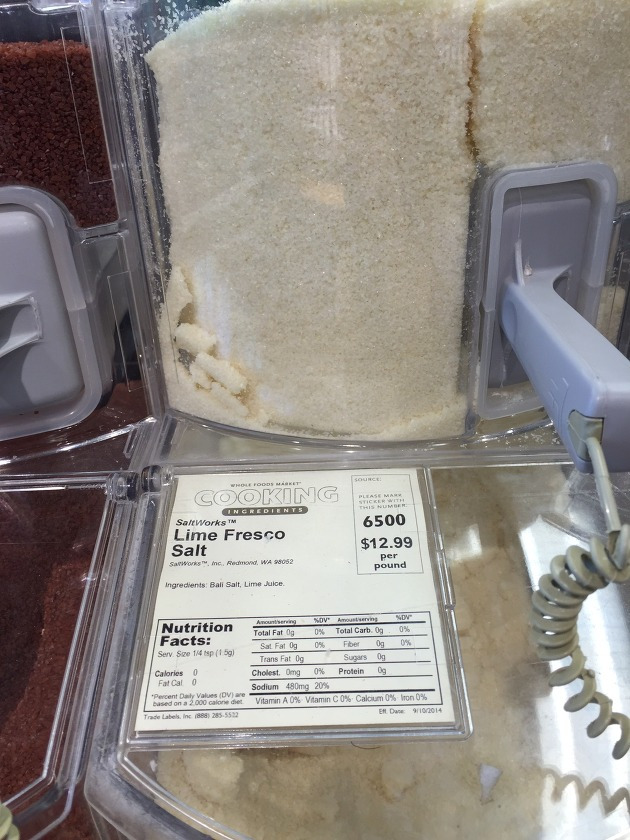 WHOLE FOODS MARKET
COOKING
INGREDIENTS
SaltWorks™
Lime Fresco
Salt
SaltWorks™, Inc., Redmond, WA 98052
SOURCE:
PLEASE MARK
STICKER WITH
THIS NUMBER:
6500
$12.99
per
pound
Ingredients: Bali Salt, Lime Juice.
Nutrition
Facts:
Serv. Size 1/4 tsp (1.5g)
Calories 0
Fat Cal. 0
*Percent Daily Values (DV) are
based on a 2,000 calorie diet.
Amount/serving %DV* Amount/serving %DV*
Total Fat 0g 0% Total Carb. 0g 0%
Sat. Fat 0g 0% Fiber 0g 0%
Trans Fat 0g Sugars 0g
Cholest. 0mg 0% Protein 0g
Sodium 480mg 20%
Vitamin A 0% Vitamin C 0% Calcium 0% Iron 0%
Trade Labels, Inc. (888) 285-5522 Eff. Date: 9/10/2014